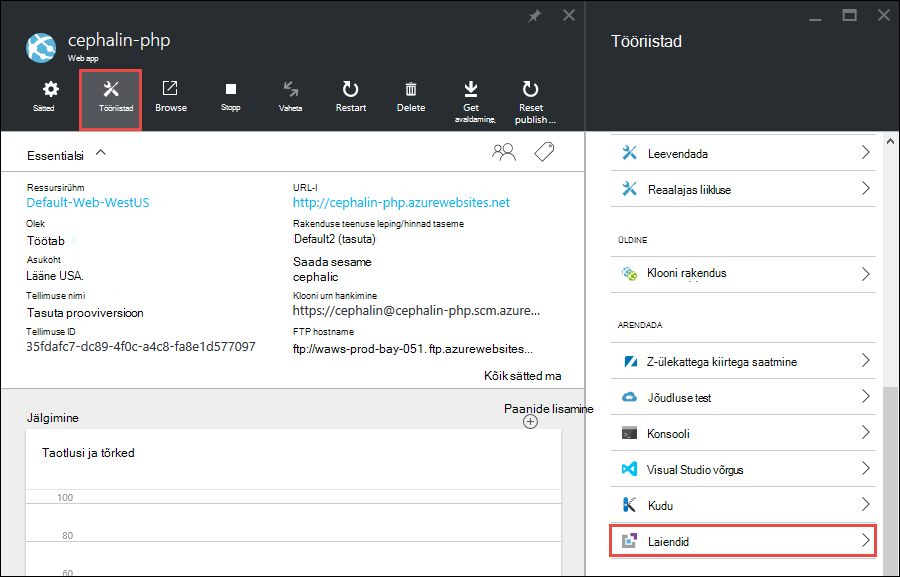 cephalin-php
Web app
Sätted
Tööriistad
Browse
Stopp
Vaheta
Restart
Delete
Get
avaldamine.
Reset
publish ...
Essentialsi
Ressursirühm
Default-Web-WestUS
Olek
Töötab
Asukoht
Lääne USA.
Tellimuse nimi
Tasuta prooviversioon
Tellimuse ID
35fdafc7-dc89-4f0c-a4c8-fa8e1d577097
URL-I
http://cephalin-php.azurewebsites.net
Rakenduse teenuse leping/hinnad taseme
Default2 (tasuta)
Saada sesame
cephalic
Klooni urn hankimine
https://cephalin@cephalin-php.scm.azure...
FTP hostname
ftp://waws-prod-bay-051. ftp.azurewebsites...
Kõik sätted ma
Jälgimine
Paanide lisamine
Taotlusi ja tõrked
100
80
60
Tööriistad
Leevendada
Reaalajas liikluse
ÜLDINE
Klooni rakendus
ARENDADA
Z-ülekattega kiirtega saatmine
Jõudluse test
Konsooli
Visual Studio võrgus
Kudu
Laiendid